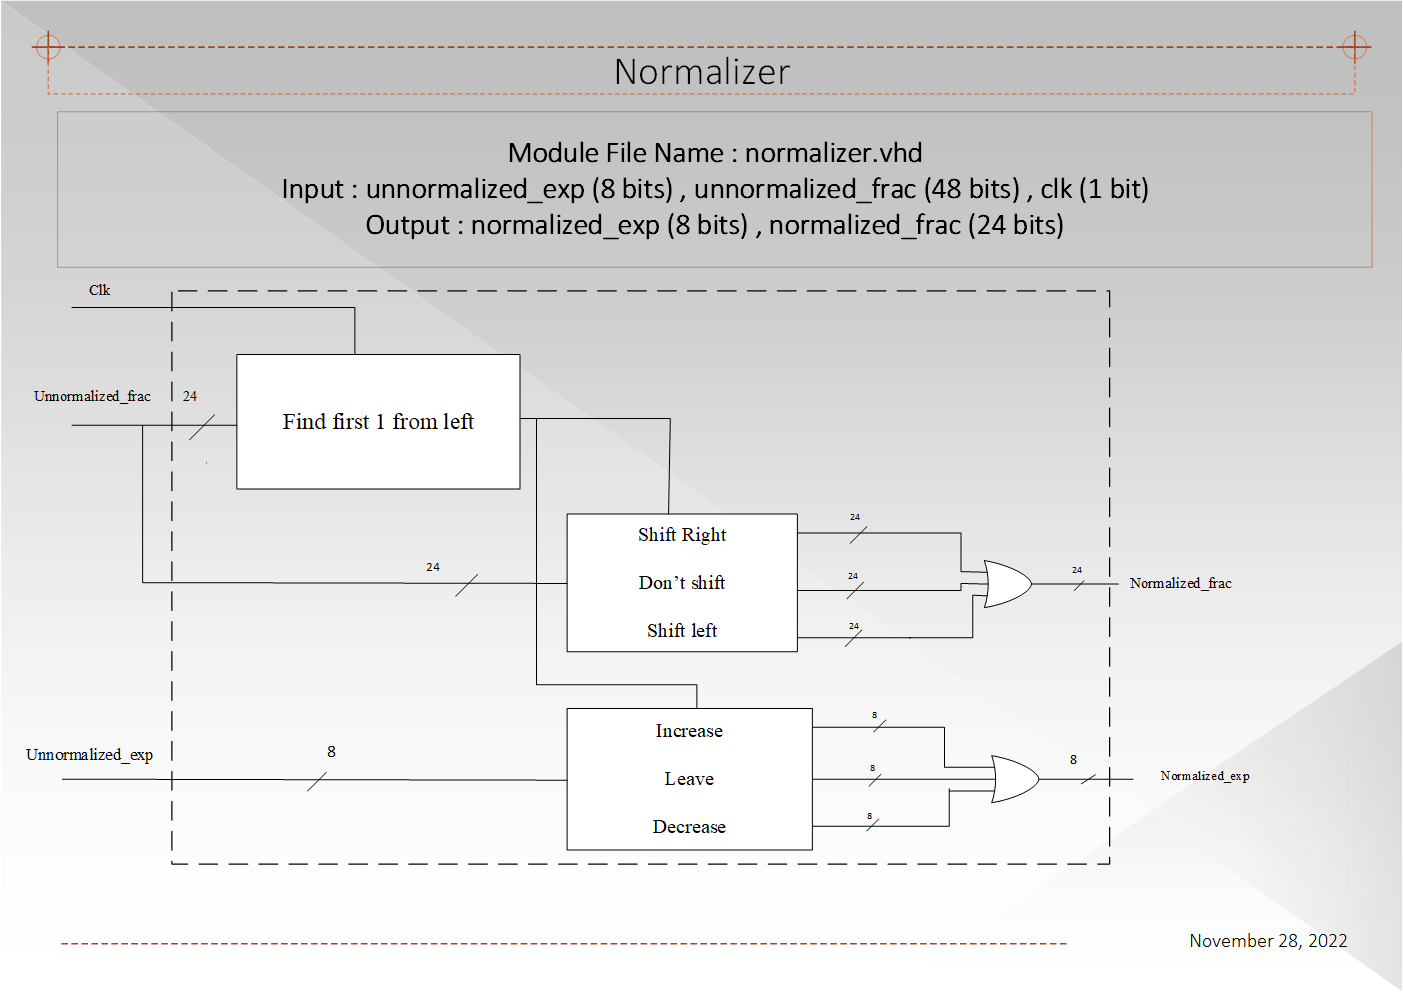 Normalizer
Module File Name : normalizer.vhd
Input : unnormalized_exp (8 bits) , unnormalized_frac (48 bits) , clk (1 bit)
Output : normalized_exp (8 bits) , normalized_frac (24 bits)
Clk
Unnormalized_frac
24
Find first 1 from left
24
Shift Right
Don’t shift
Shift left
24
24
24
24
Normalized_frac
Unnormalized_exp
8
Increase
Leave
Decrease
8
8
8
8
Normalized_exp
November 28, 2022